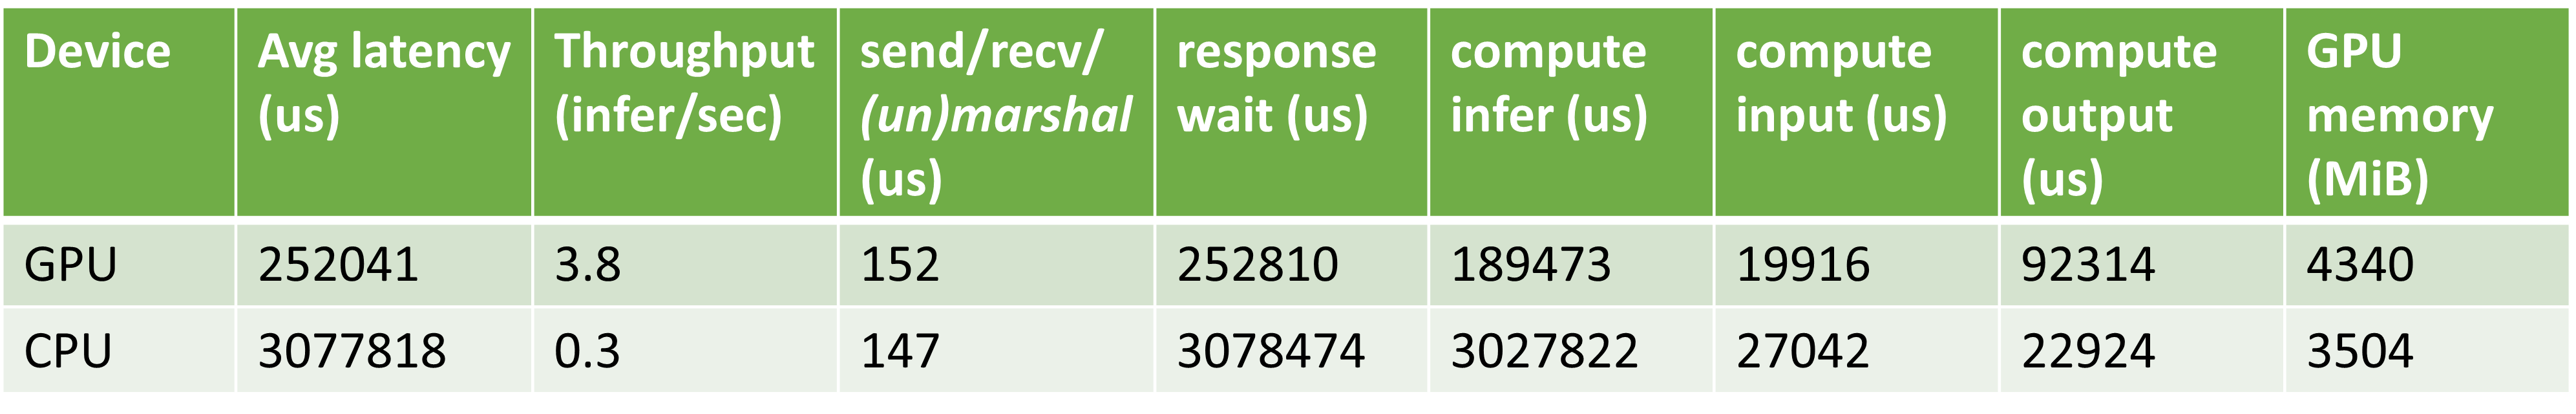 Device Avg latency (us) Throughput (infer/sec) send/recv/(un)marshal (us) response wait (us) compute infer (us) compute input (us) compute output (us) GPU memory (MiB)
GPU 252041 3.8 152 252810 189473 19916 92314 4340
CPU 3077818 0.3 147 3078474 3027822 27042 22924 3504